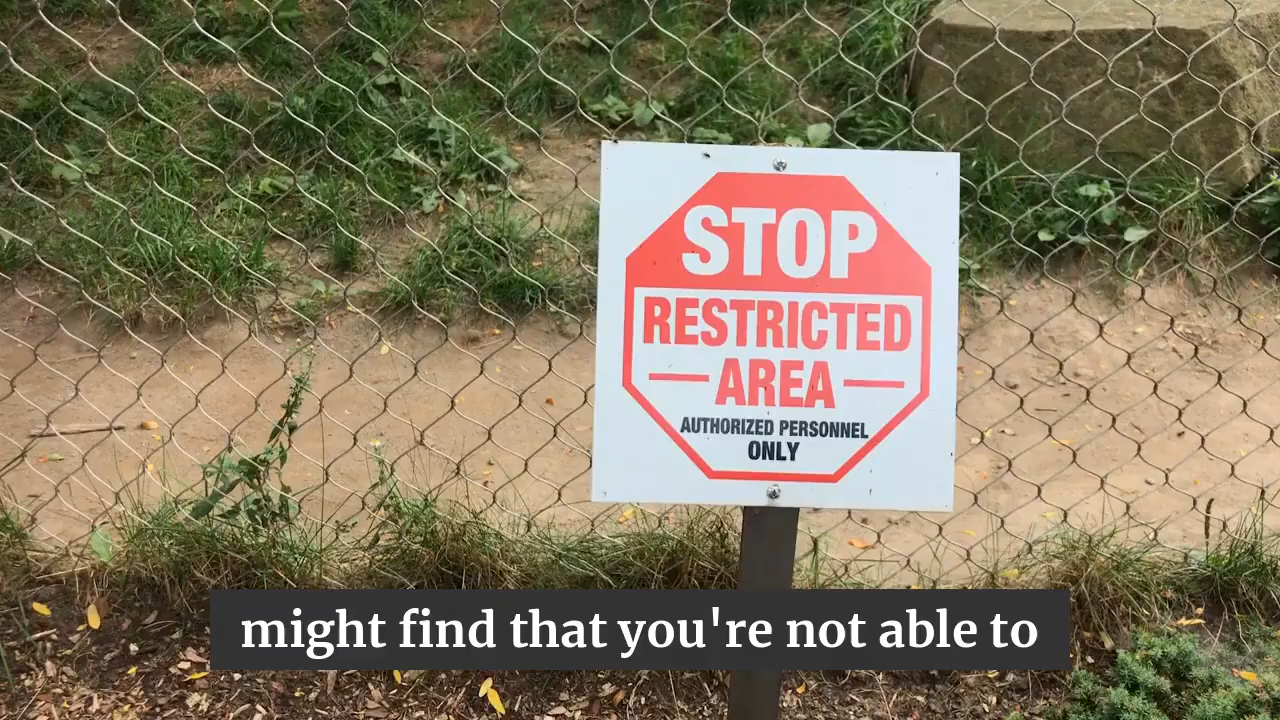 STOP
RESTRICTED
AREA
AUTHORIZED PERSONNEL
ONLY
might find that you're not able to